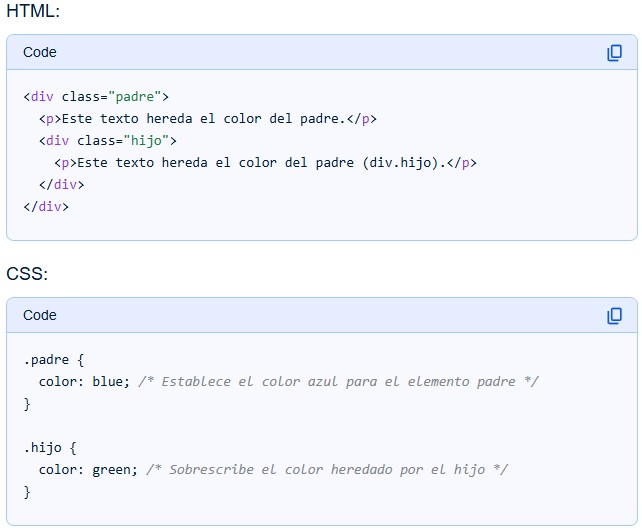 HTML:
Code
<div class="padre">
  <p>Este texto hereda el color del padre.</p>
  <div class="hijo">
    <p>Este texto hereda el color del padre (div.hijo).</p>
  </div>
</div>
CSS:
Code
.padre {
  color: blue; /* Establece el color azul para el elemento padre */
}
.hijo {
  color: green; /* Sobrescribe el color heredado por el hijo */
}